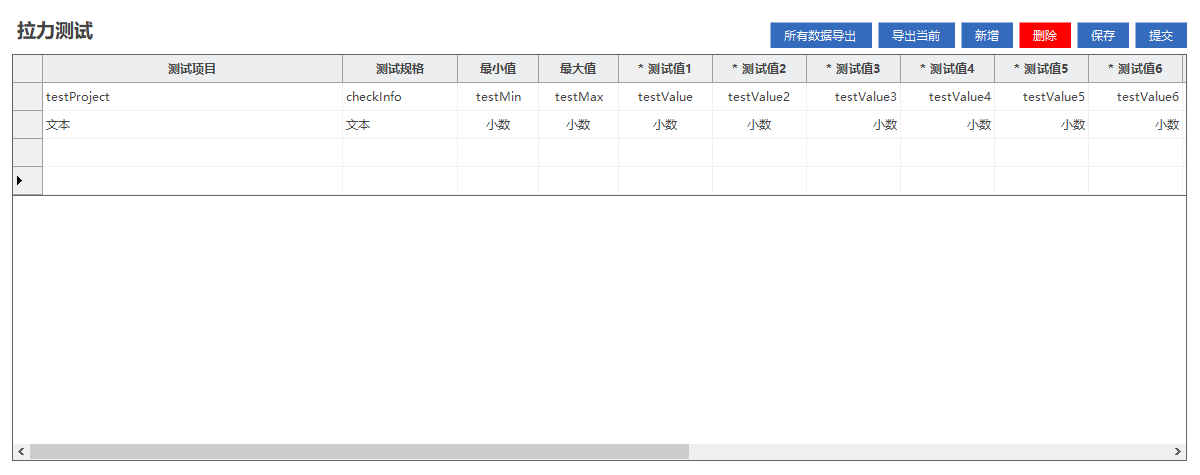 拉力测试
所有数据导出 导出当前 新增 删除 保存 提交
测试项目 测试规格 最小值 最大值 * 测试值1 * 测试值2 * 测试值3 * 测试值4 * 测试值5 * 测试值6
testProject checkInfo testMin testMax testValue testValue2 testValue3 testValue4 testValue5 testValue6
文本 文本 小数 小数 小数 小数 小数 小数 小数 小数